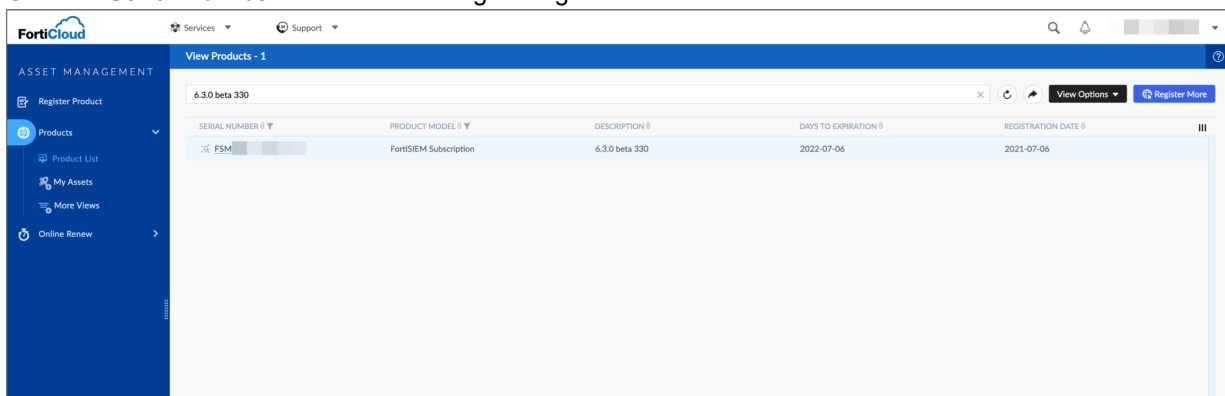 FortiCloud
Services
Support
ASSET MANAGEMENT
Register Product
Products
Product List
My Assets
More Views
Online Renew
View Products - 1
6.3.0 beta 330
View Options
Register More
SERIAL NUMBER PRODUCT MODEL DESCRIPTION DAYS TO EXPIRATION REGISTRATION DATE
FSM FortiSIEM Subscription 6.3.0 beta 330 2022-07-06 2021-07-06